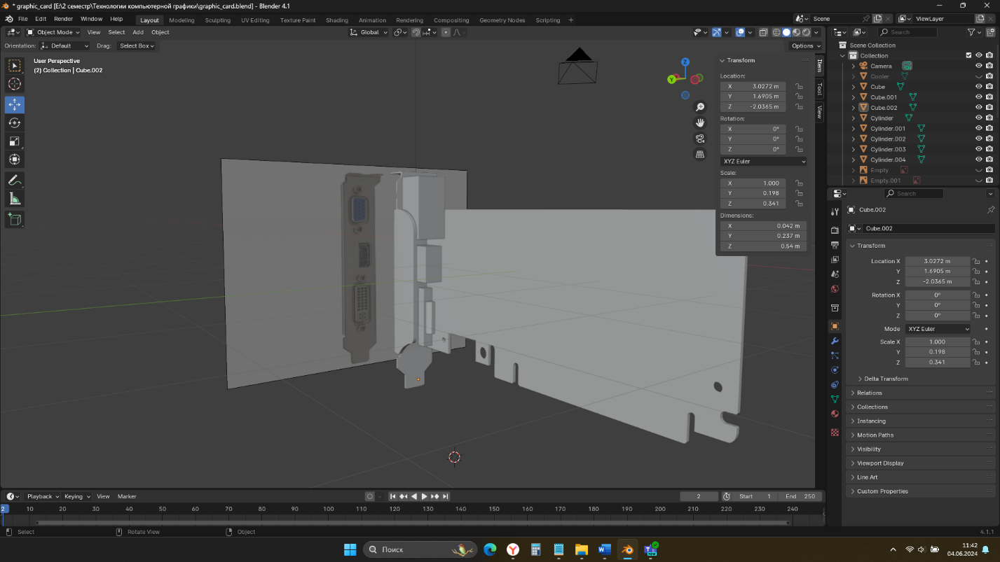 * graphic_card [E:\2 семестр\Технологии компьютерной графики\graphic_card.blend] - Blender 4.1
File Edit Render Window Help Layout Modeling Sculpting UV Editing Texture Paint Shading Animation Rendering Compositing Geometry Nodes Scripting + Scene ViewLayer
Object Mode View Select Add Object Global Search
Orientation: Default Drag: Select Box Options
User Perspective
(2) Collection | Cube.002
Z
Y
Transform
Location:
X 3.0272 m
Y 1.6905 m
Z -2.0365 m
Rotation:
X 0°
Y 0°
Z 0°
XYZ Euler
Scale:
X 1.000
Y 0.198
Z 0.341
Dimensions:
X 0.042 m
Y 0.237 m
Z 0.54 m
Item
Tool
View
Scene Collection
Collection
Camera
Cooler
Cube
Cube.001
Cube.002
Cylinder
Cylinder.001
Cylinder.002
Cylinder.003
Cylinder.004
Empty
Empty.001
Search
Cube.002
Cube.002
Transform
Location X 3.0272 m
Y 1.6905 m
Z -2.0365 m
Rotation X 0°
Y 0°
Z 0°
Mode XYZ Euler
Scale X 1.000
Y 0.198
Z 0.341
Delta Transform
Relations
Collections
Instancing
Motion Paths
Visibility
Viewport Display
Line Art
Custom Properties
Playback Keying View Marker 2 Start 1 End 250
2 10 20 30 40 50 60 70 80 90 100 110 120 130 140 150 160 170 180 190 200 210 220 230 240
Select Rotate View Object 4.1.1
Поиск
11:42
04.06.2024